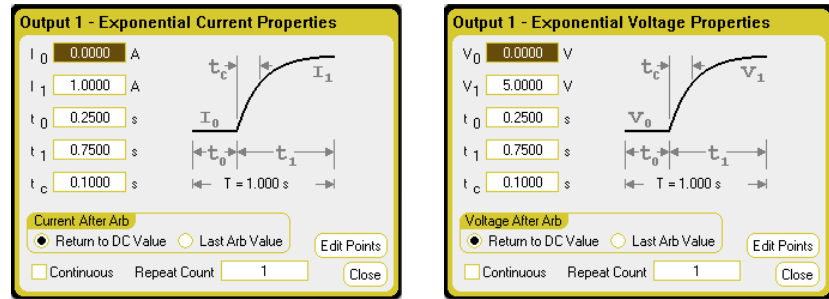 Output 1 - Exponential Current Properties
I 0 0.0000 A
I 1 1.0000 A
t 0 0.2500 s
t 1 0.7500 s
t c 0.1000 s
tc I1
I0
t0 t1
T = 1.000 s
Current After Arb
Return to DC Value Last Arb Value
Edit Points
Continuous Repeat Count 1 Close
Output 1 - Exponential Voltage Properties
V0 0.0000 V
V1 5.0000 V
t 0 0.2500 s
t 1 0.7500 s
t c 0.1000 s
tc V1
V0
t0 t1
T = 1.000 s
Voltage After Arb
Return to DC Value Last Arb Value
Edit Points
Continuous Repeat Count 1 Close